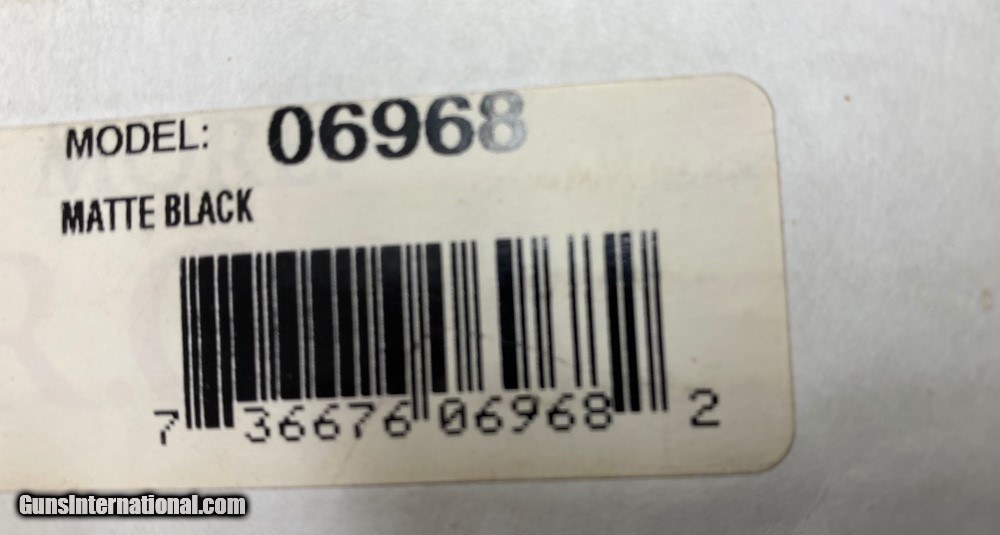 MODEL: 06968
MATTE BLACK
7 36676 06968 2
GunsInternational.com